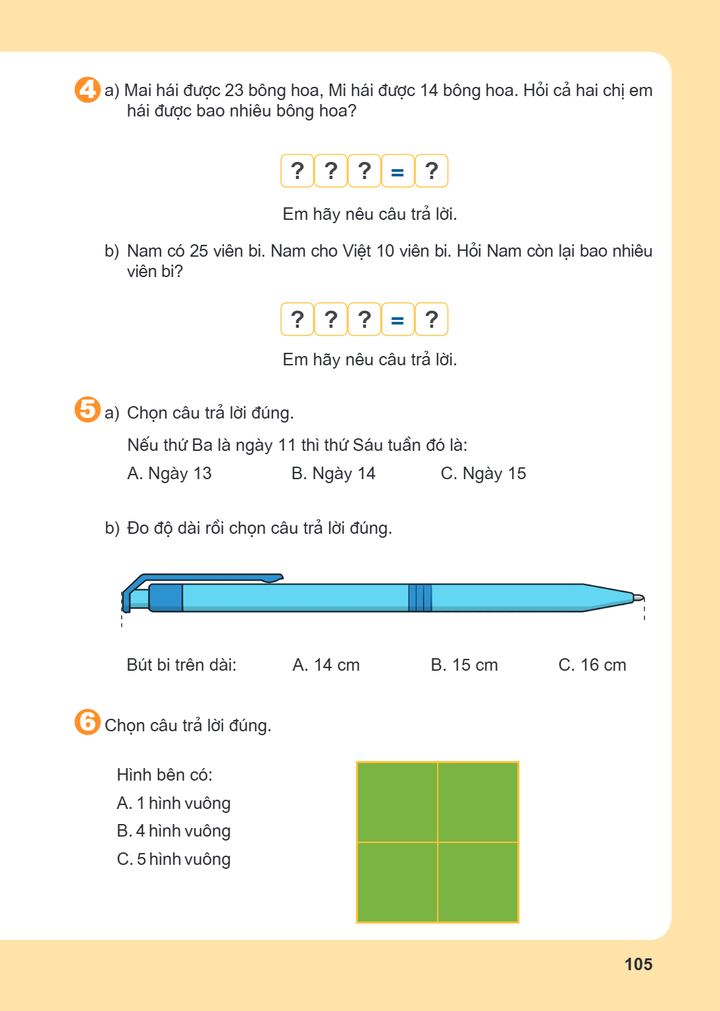 4 a) Mai hái được 23 bông hoa, Mi hái được 14 bông hoa. Hỏi cả hai chị em
hái được bao nhiêu bông hoa?
? ? ? = ?
Em hãy nêu câu trả lời.
b) Nam có 25 viên bi. Nam cho Việt 10 viên bi. Hỏi Nam còn lại bao nhiêu
viên bi?
? ? ? = ?
Em hãy nêu câu trả lời.
5 a) Chọn câu trả lời đúng.
Nếu thứ Ba là ngày 11 thì thứ Sáu tuần đó là:
A. Ngày 13 B. Ngày 14 C. Ngày 15
b) Đo độ dài rồi chọn câu trả lời đúng.
Bút bi trên dài: A. 14 cm B. 15 cm C. 16 cm
6 Chọn câu trả lời đúng.
Hình bên có:
A. 1 hình vuông
B. 4 hình vuông
C. 5 hình vuông
105